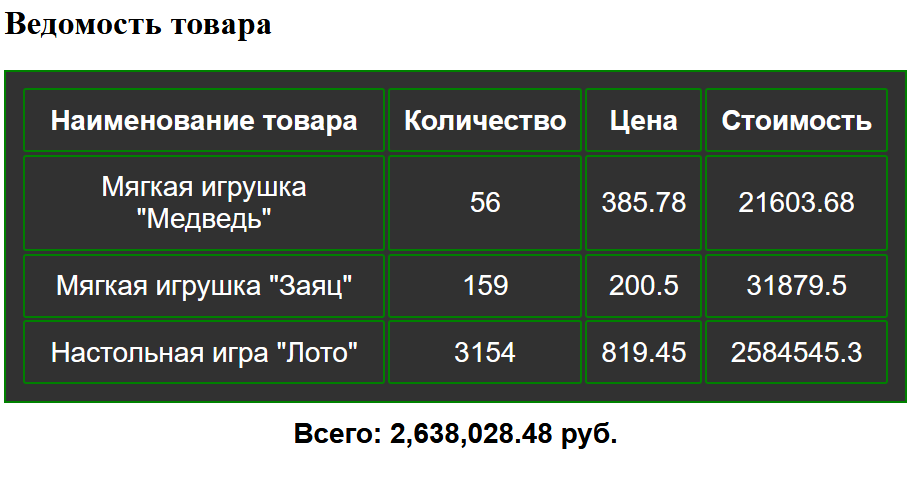 Ведомость товара
Наименование товара Количество Цена Стоимость
Мягкая игрушка
"Медведь" 56 385.78 21603.68
Мягкая игрушка "Заяц" 159 200.5 31879.5
Настольная игра "Лото" 3154 819.45 2584545.3
Всего: 2,638,028.48 руб.